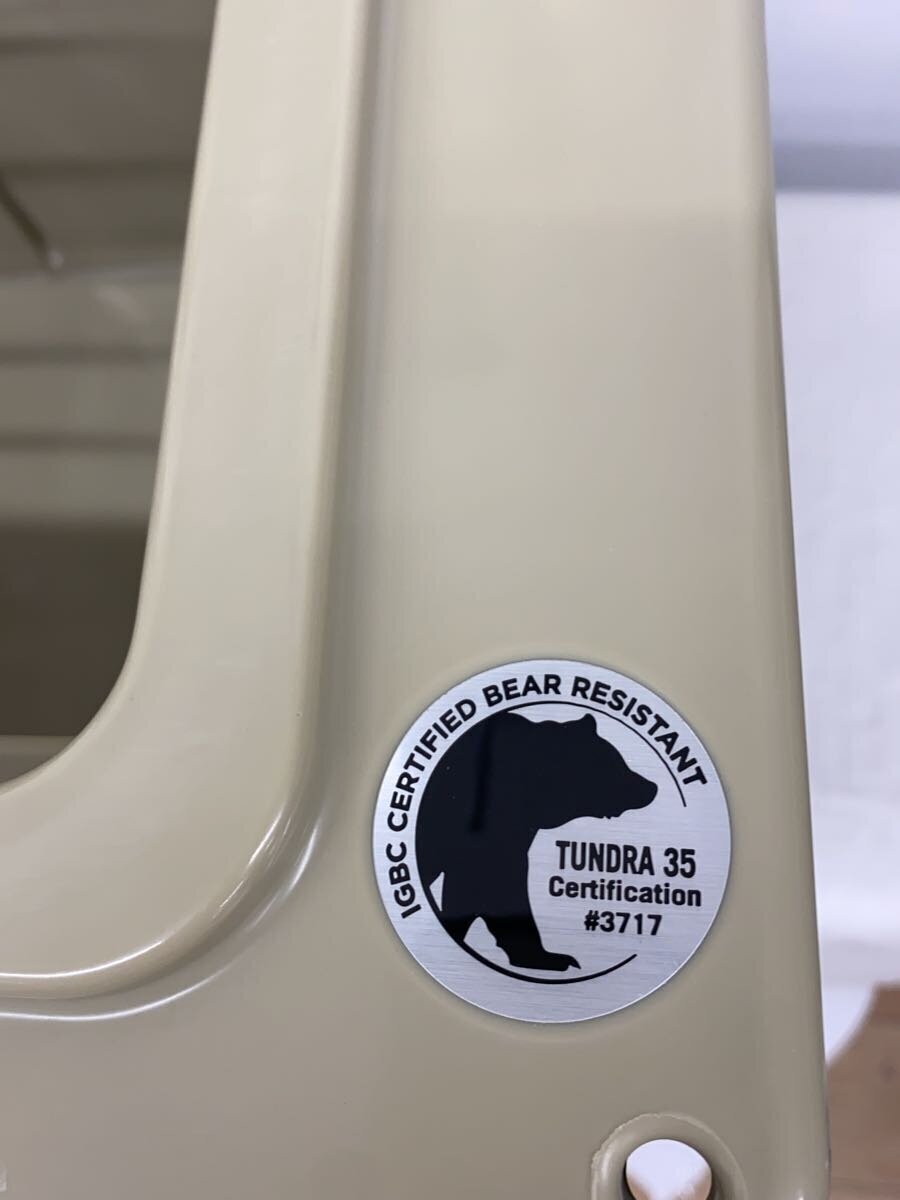 IGBC CERTIFIED BEAR RESISTANT
TUNDRA 35
Certification
#3717